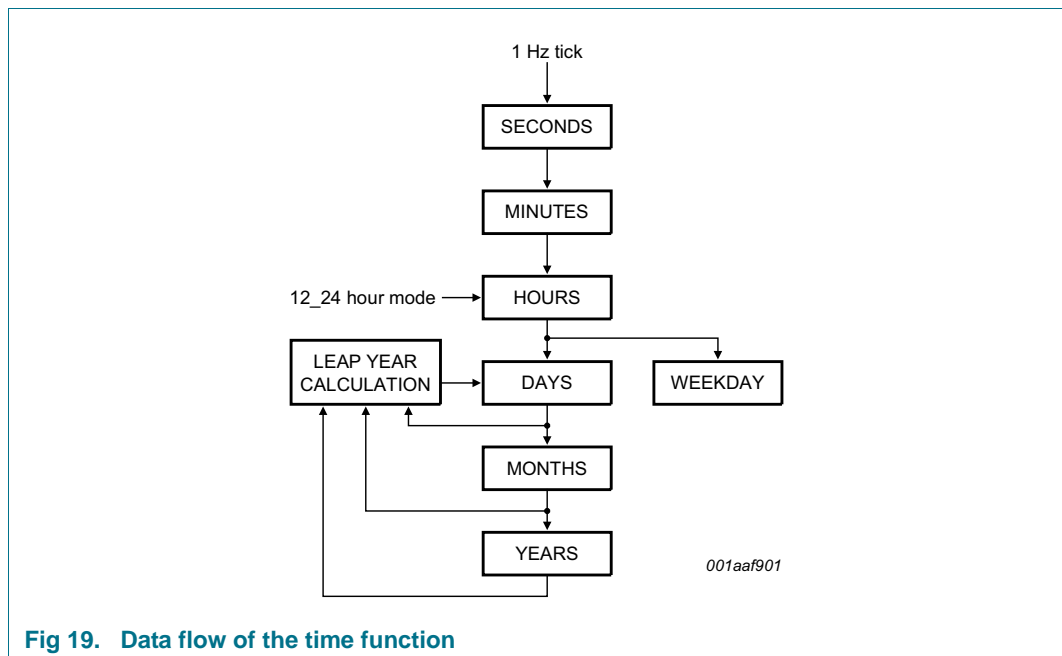 1 Hz tick
SECONDS
MINUTES
12_24 hour mode
HOURS
LEAP YEAR
CALCULATION
DAYS
WEEKDAY
MONTHS
YEARS
001aaf901
Fig 19. Data flow of the time function